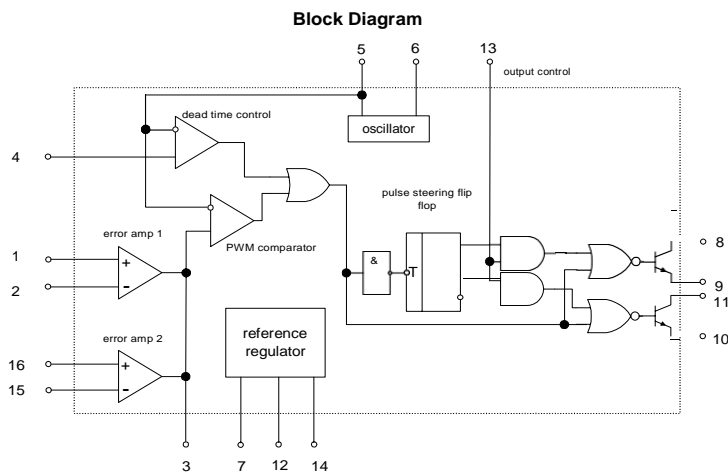 Block Diagram
5
6
13
output control
dead time control
oscillator
4
pulse steering flip
flop
error amp 1
PWM comparator
8
1
+
&
T
2
-
9
11
error amp 2
reference
regulator
10
16
+
15
-
3
7
12
14